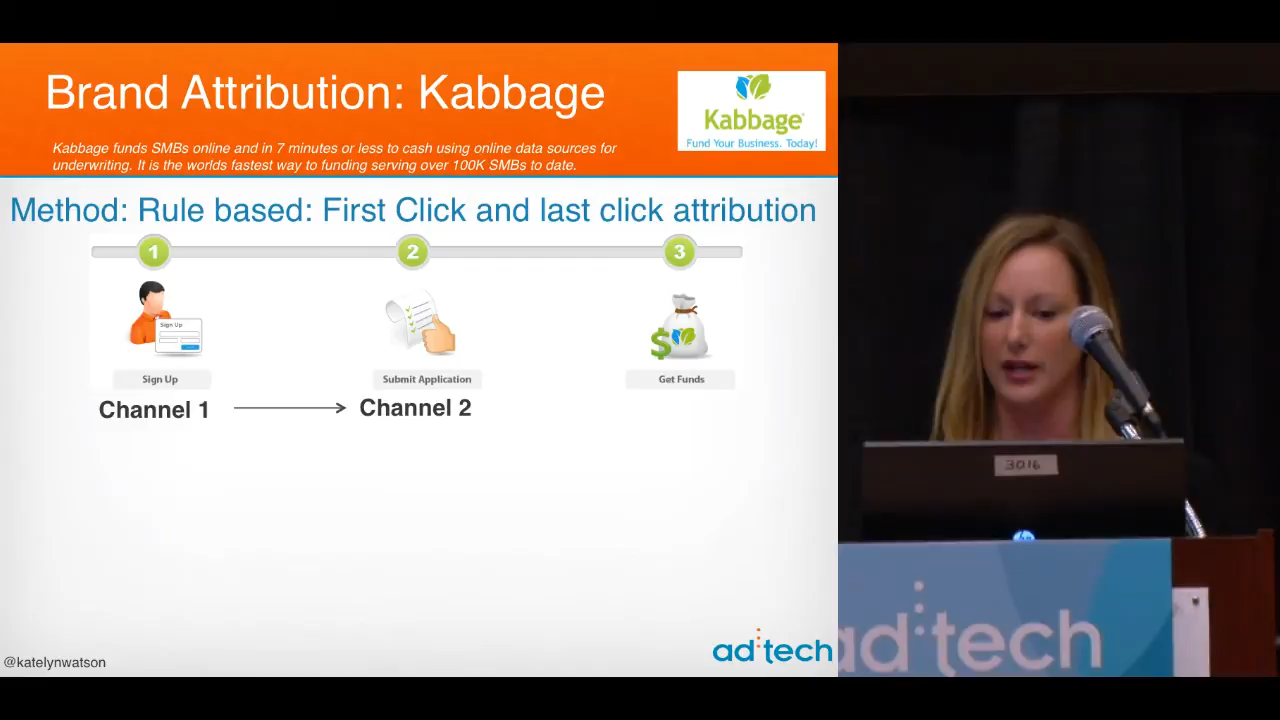 Brand Attribution: Kabbage
Kabbage
Fund Your Business. Today!
Kabbage funds SMBs online and in 7 minutes or less to cash using online data sources for
underwriting. It is the worlds fastest way to funding serving over 100K SMBs to date.
Method: Rule based: First Click and last click attribution
1 2 3
Sign Up
Sign Up Submit Application Get Funds
Channel 1 Channel 2
3016
hp
ad:tech
@katelynwatson
ad:tech